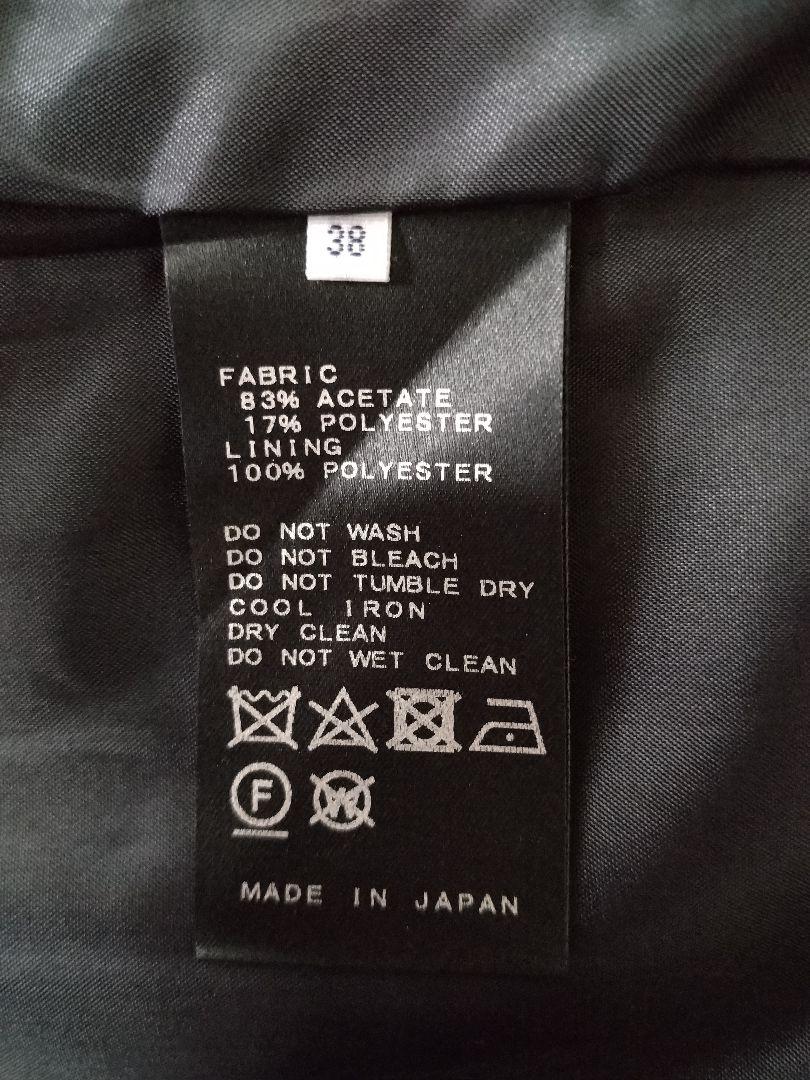 38
FABRIC
83% ACETATE
17% POLYESTER
LINING
100% POLYESTER
DO NOT WASH
DO NOT BLEACH
DO NOT TUMBLE DRY
COOL IRON
DRY CLEAN
DO NOT WET CLEAN
F W
MADE IN JAPAN